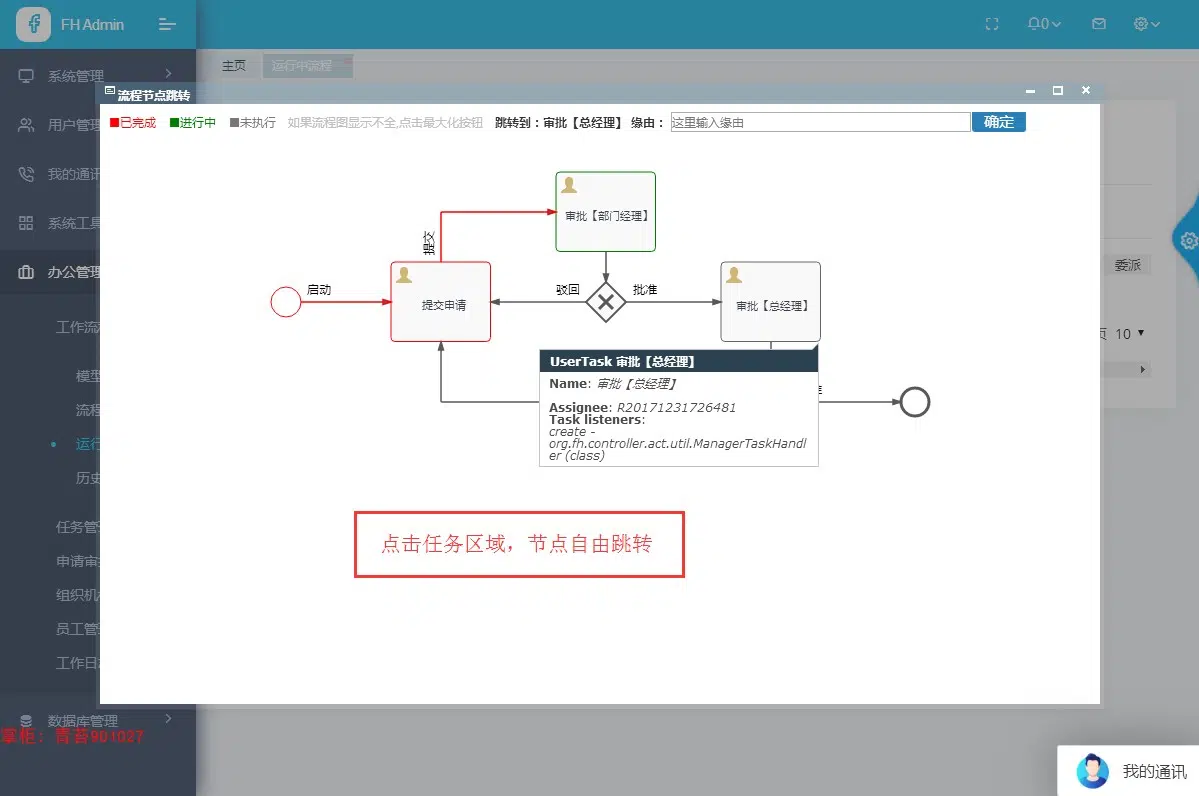 FH Admin
0
系统管理
主页
运行中流程
流程节点跳转
用户管理
已完成 进行中 未执行 如果流程图显示不全,点击最大化按钮 跳转到：审批【总经理】 缘由： 这里输入缘由 确定
我的通讯
系统工具
办公管理
委派
工作流
模型
流程
运行
历史
页 10
提交
审批【部门经理】
启动
提交申请
驳回
批准
审批【总经理】
UserTask 审批【总经理】
Name: 审批【总经理】
Assignee: R20171231726481
Task listeners:
create -
org.fh.controller.act.util.ManagerTaskHandl
er (class)
点击任务区域，节点自由跳转
任务管
申请审
组织机
员工管
工作日
数据库管理
掌柜：青苔901027
我的通讯